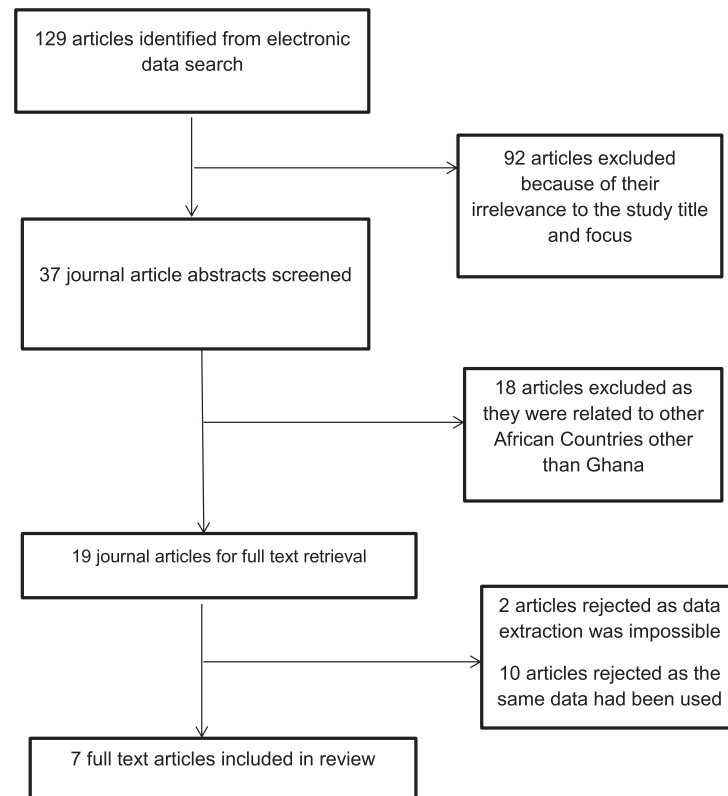 129 articles identified from electronic
data search
92 articles excluded
because of their
irrelevance to the study title
and focus
37 journal article abstracts screened
18 articles excluded as
they were related to other
African Countries other
than Ghana
19 journal articles for full text retrieval
2 articles rejected as data
extraction was impossible
10 articles rejected as the
same data had been used
7 full text articles included in review